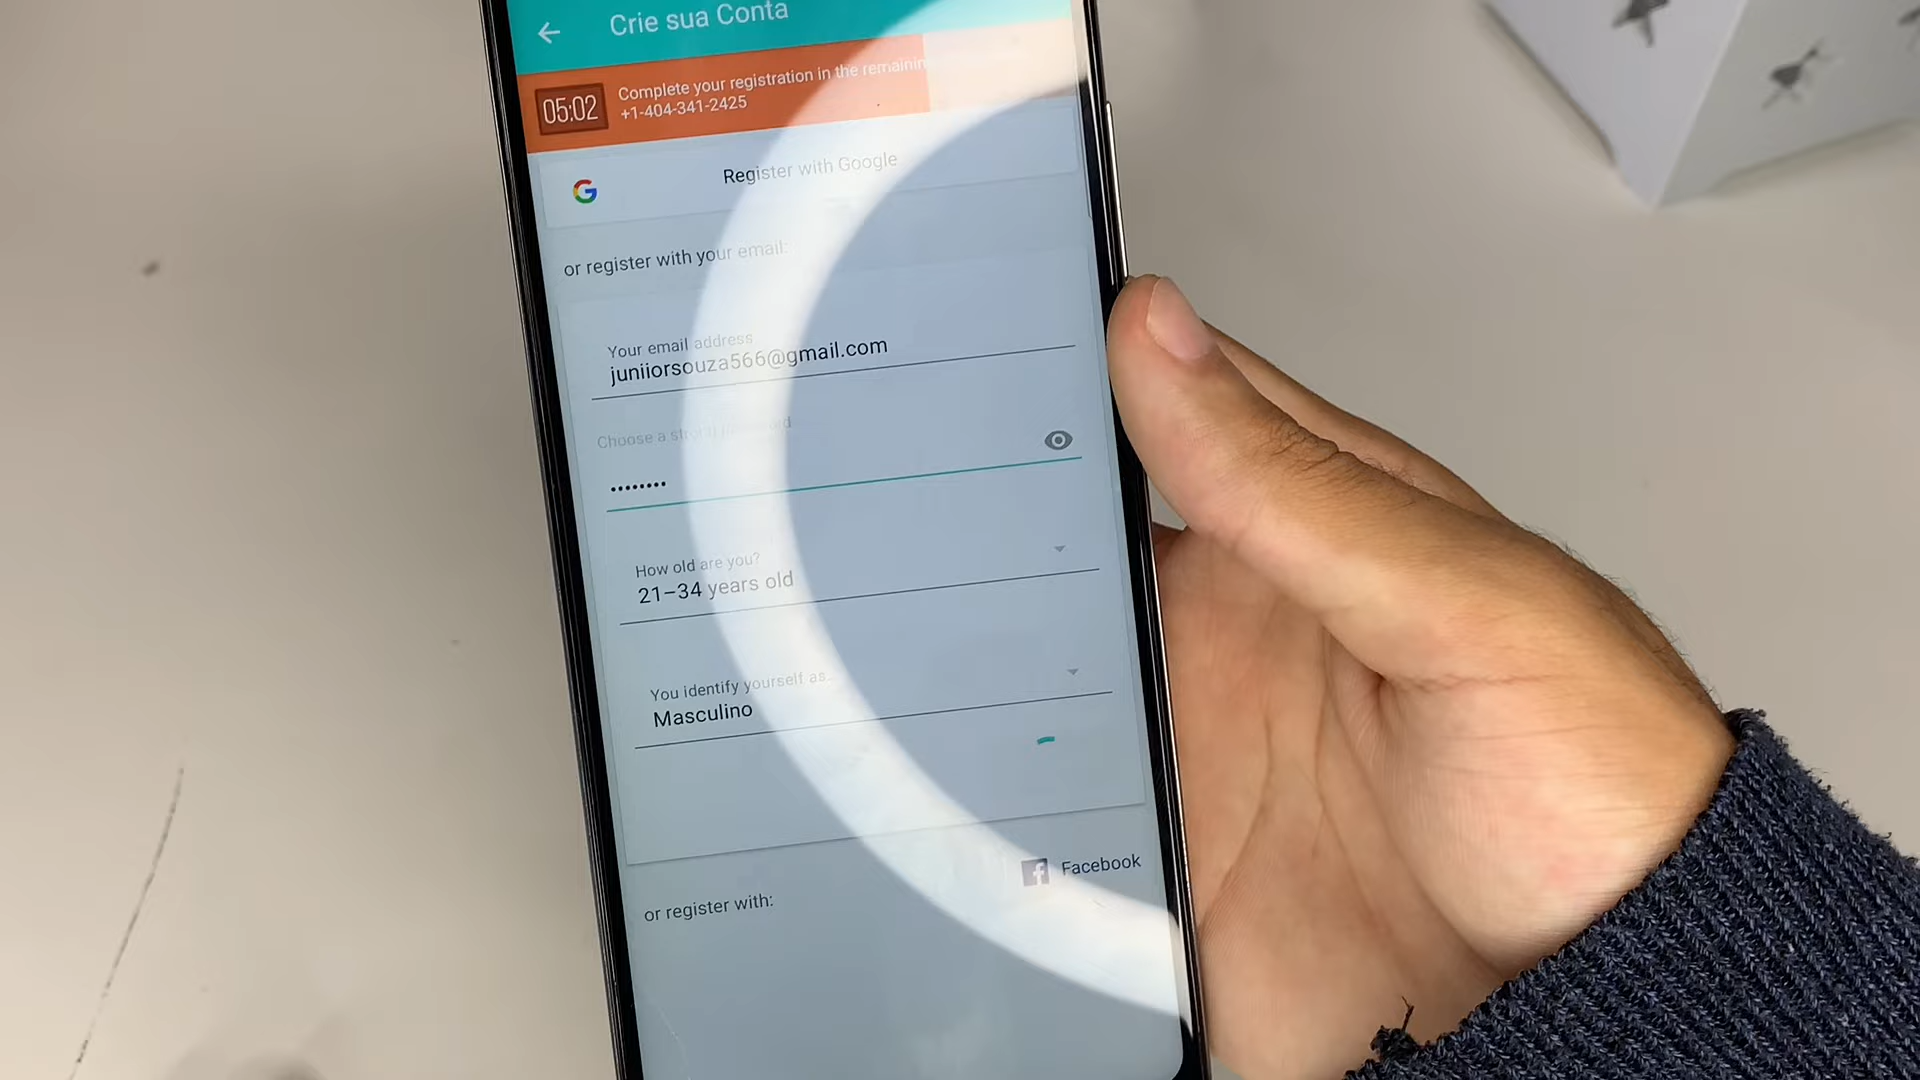 Crie sua Conta
05:02
Complete your registration in the remaining
+1-404-341-2425
Register with Google
or register with your email:
Your email address
juniiorsouza566@gmail.com
Choose a strong password
••••••••
How old are you?
21–34 years old
You identify yourself as...
Masculino
Facebook
or register with: